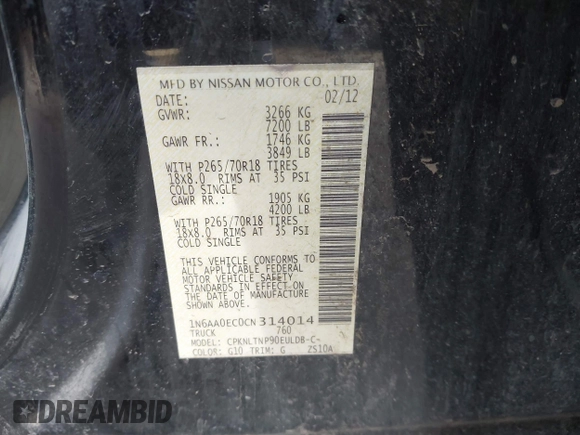 MFD BY NISSAN MOTOR CO., LTD.
DATE: 02/12
GVWR: 3266 KG
7200 LB
GAWR FR.: 1746 KG
3849 LB
WITH P265/70R18 TIRES
18X8.0 RIMS AT 35 PSI
COLD SINGLE
GAWR RR.: 1905 KG
4200 LB
WITH P265/70R18 TIRES
18X8.0 RIMS AT 35 PSI
COLD SINGLE
THIS VEHICLE CONFORMS TO
ALL APPLICABLE FEDERAL
MOTOR VEHICLE SAFETY
STANDARDS IN EFFECT ON
THE DATE OF MANUFACTURE
SHOWN ABOVE.
1N6AA0EC0CN314014
TRUCK 760
MODEL: CPKNLTNP90EULDB-C-
COLOR: G10 TRIM: G ZS10A
CREAMBID